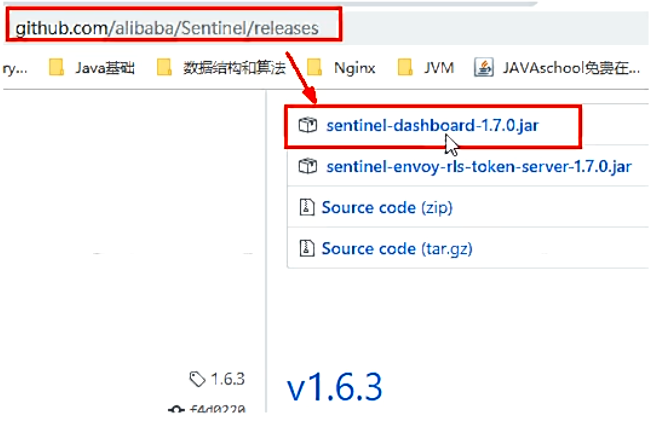 github.com/alibaba/Sentinel/releases
ry... Java基础 数据结构和算法 Nginx JVM JAVAschool免费在...
sentinel-dashboard-1.7.0.jar
sentinel-envoy-rls-token-server-1.7.0.jar
Source code (zip)
Source code (tar.gz)
1.6.3
v1.6.3
f4d0220